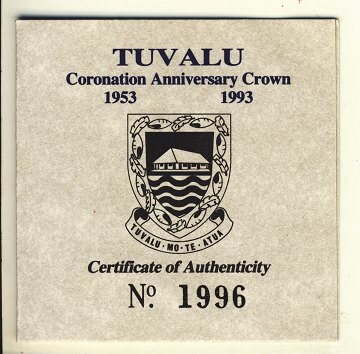 TUVALU
Coronation Anniversary Crown
1953 1993
TUVALU · MO · TE · ATUA
Certificate of Authenticity
No. 1996